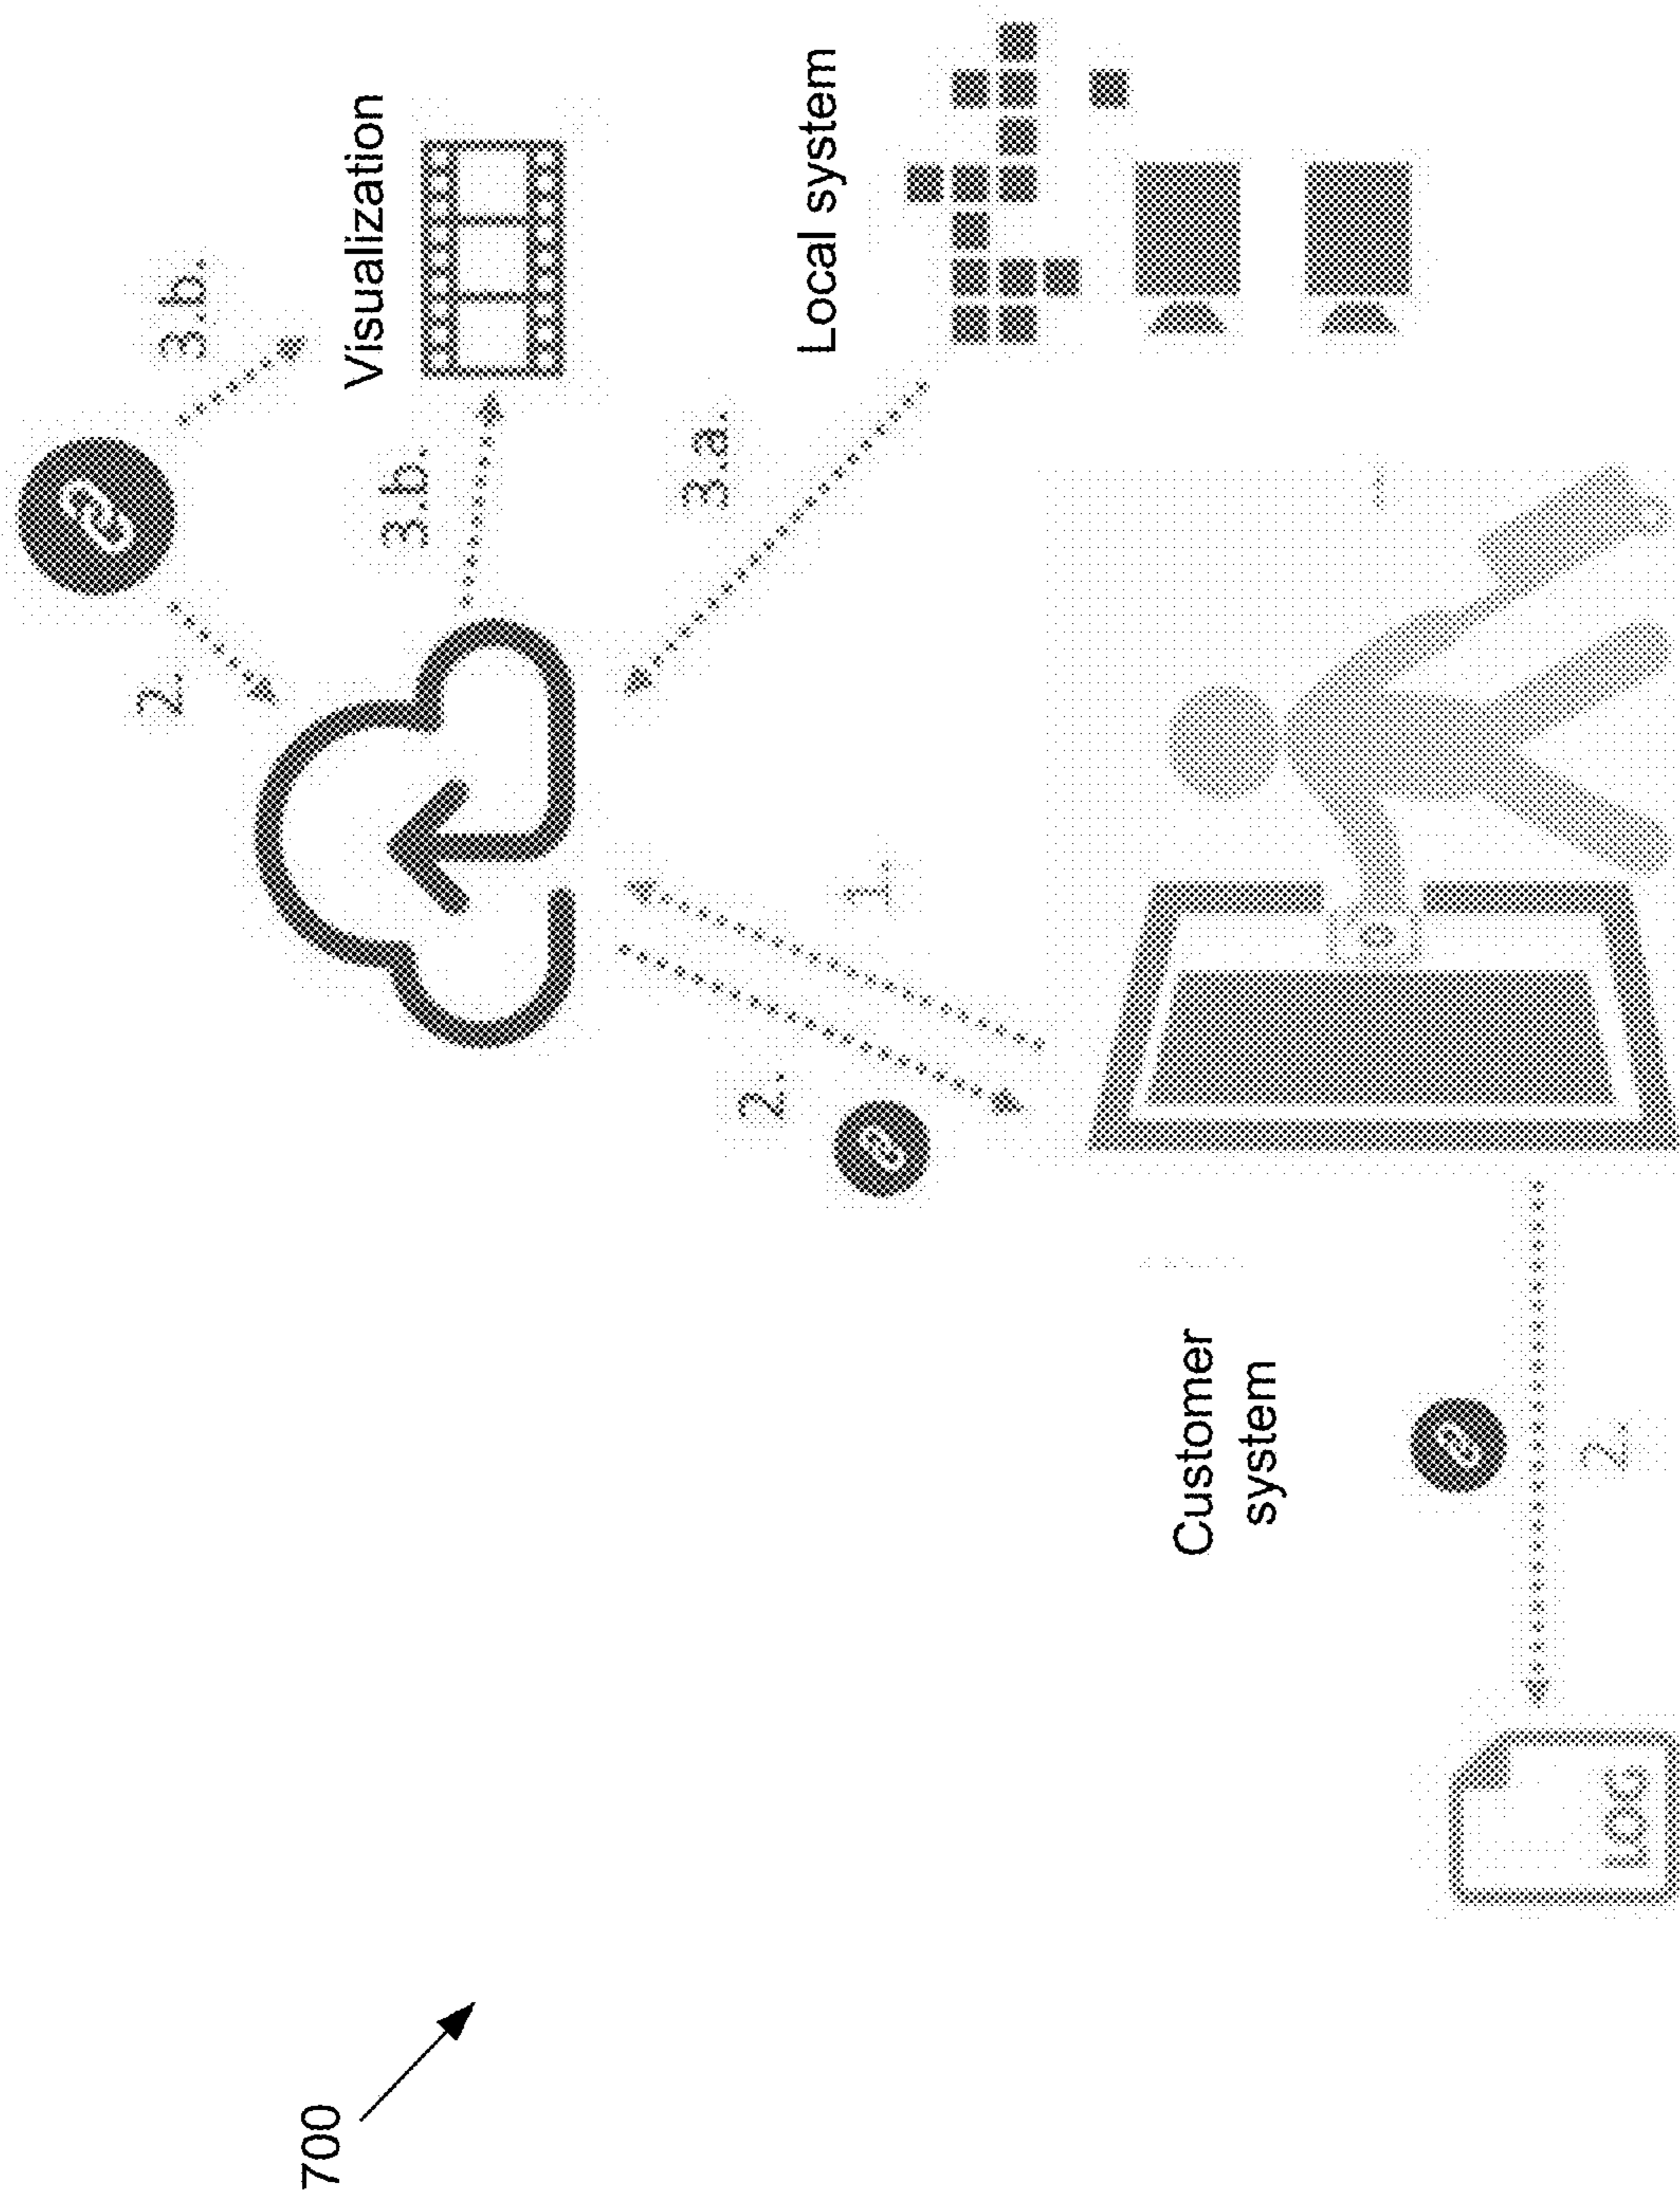 2.
3.b.
700
Visualization
3.b.
3.a.
2.
Local system
1.
Customer
system
2.
LOG